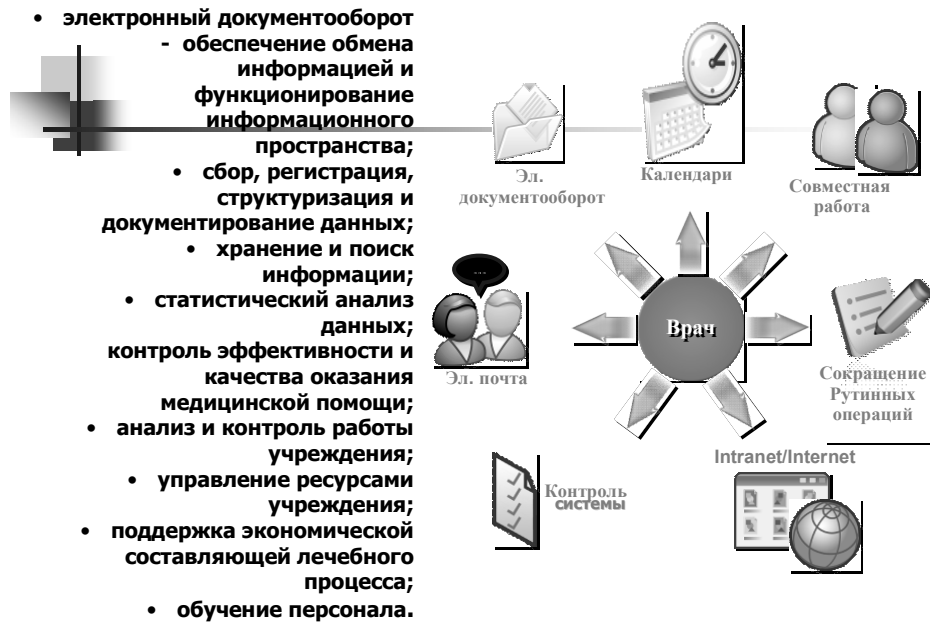 • электронный документооборот
- обеспечение обмена
информацией и
функционирование
информационного
пространства;
• сбор, регистрация,
структуризация и
документирование данных;
• хранение и поиск
информации;
• статистический анализ
данных;
контроль эффективности и
качества оказания
медицинской помощи;
• анализ и контроль работы
учреждения;
• управление ресурсами
учреждения;
• поддержка экономической
составляющей лечебного
процесса;
• обучение персонала.
Эл.
документооборот
Календари
Совместная
работа
...
Эл. почта
Врач
Сокращение
Рутинных
операций
Контроль
системы
Intranet/Internet